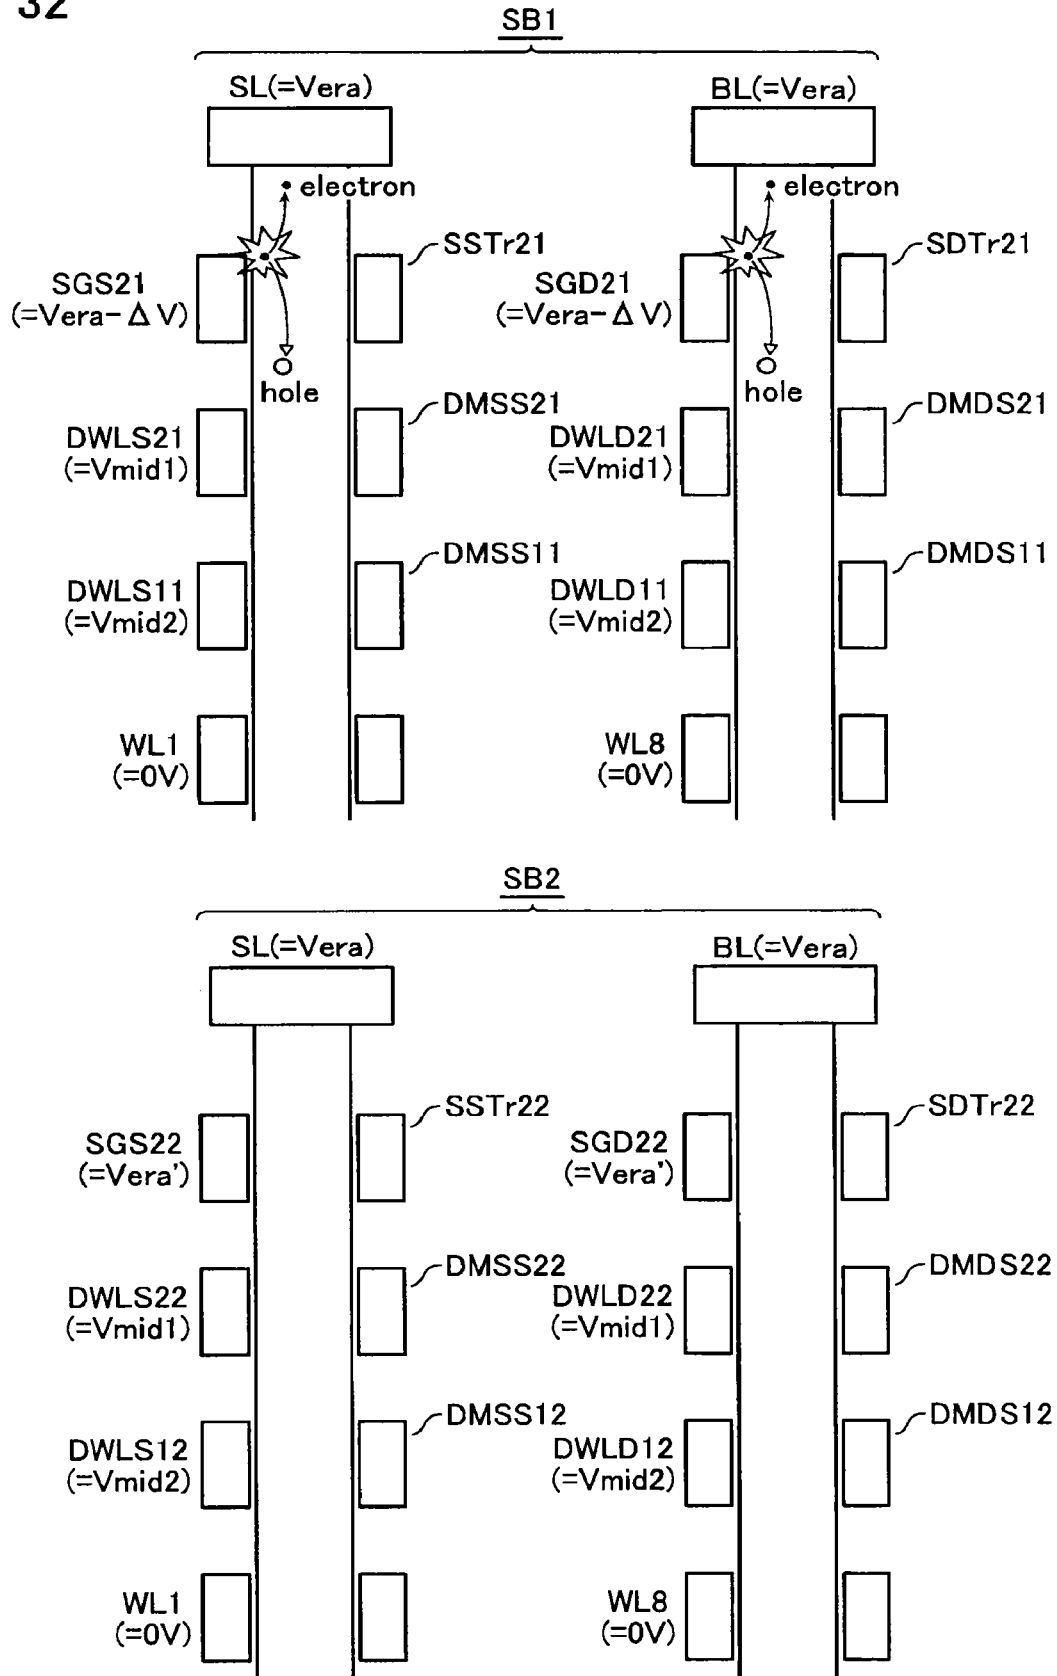 32
SB1
SL(=Vera)
BL(=Vera)
electron
electron
SSTr21
SDTr21
SGS21
(=Vera-ΔV)
SGD21
(=Vera-ΔV)
hole
hole
DMSS21
DMDS21
DWLS21
(=Vmid1)
DWLD21
(=Vmid1)
DMSS11
DMDS11
DWLS11
(=Vmid2)
DWLD11
(=Vmid2)
WL1
(=0V)
WL8
(=0V)
SB2
SL(=Vera)
BL(=Vera)
SSTr22
SDTr22
SGS22
(=Vera')
SGD22
(=Vera')
DMSS22
DMDS22
DWLS22
(=Vmid1)
DWLD22
(=Vmid1)
DMSS12
DMDS12
DWLS12
(=Vmid2)
DWLD12
(=Vmid2)
WL1
(=0V)
WL8
(=0V)